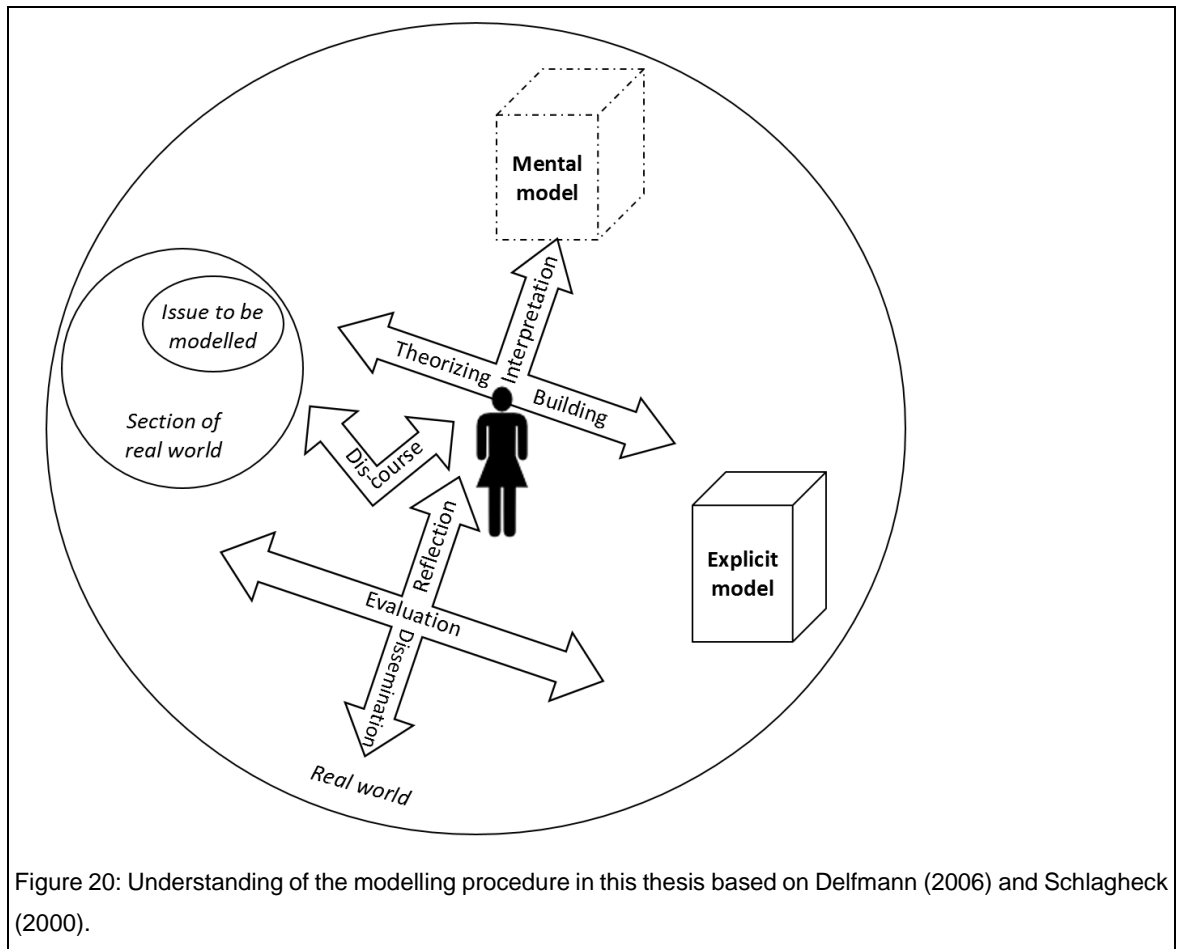 Mental
model
Issue to be
modelled
Section of
real world
Interpretation
Theorizing
Building
Dis-course
Reflection
Evaluation
Dissemination
Explicit
model
Real world
Figure 20: Understanding of the modelling procedure in this thesis based on Delfmann (2006) and Schlagheck
(2000).